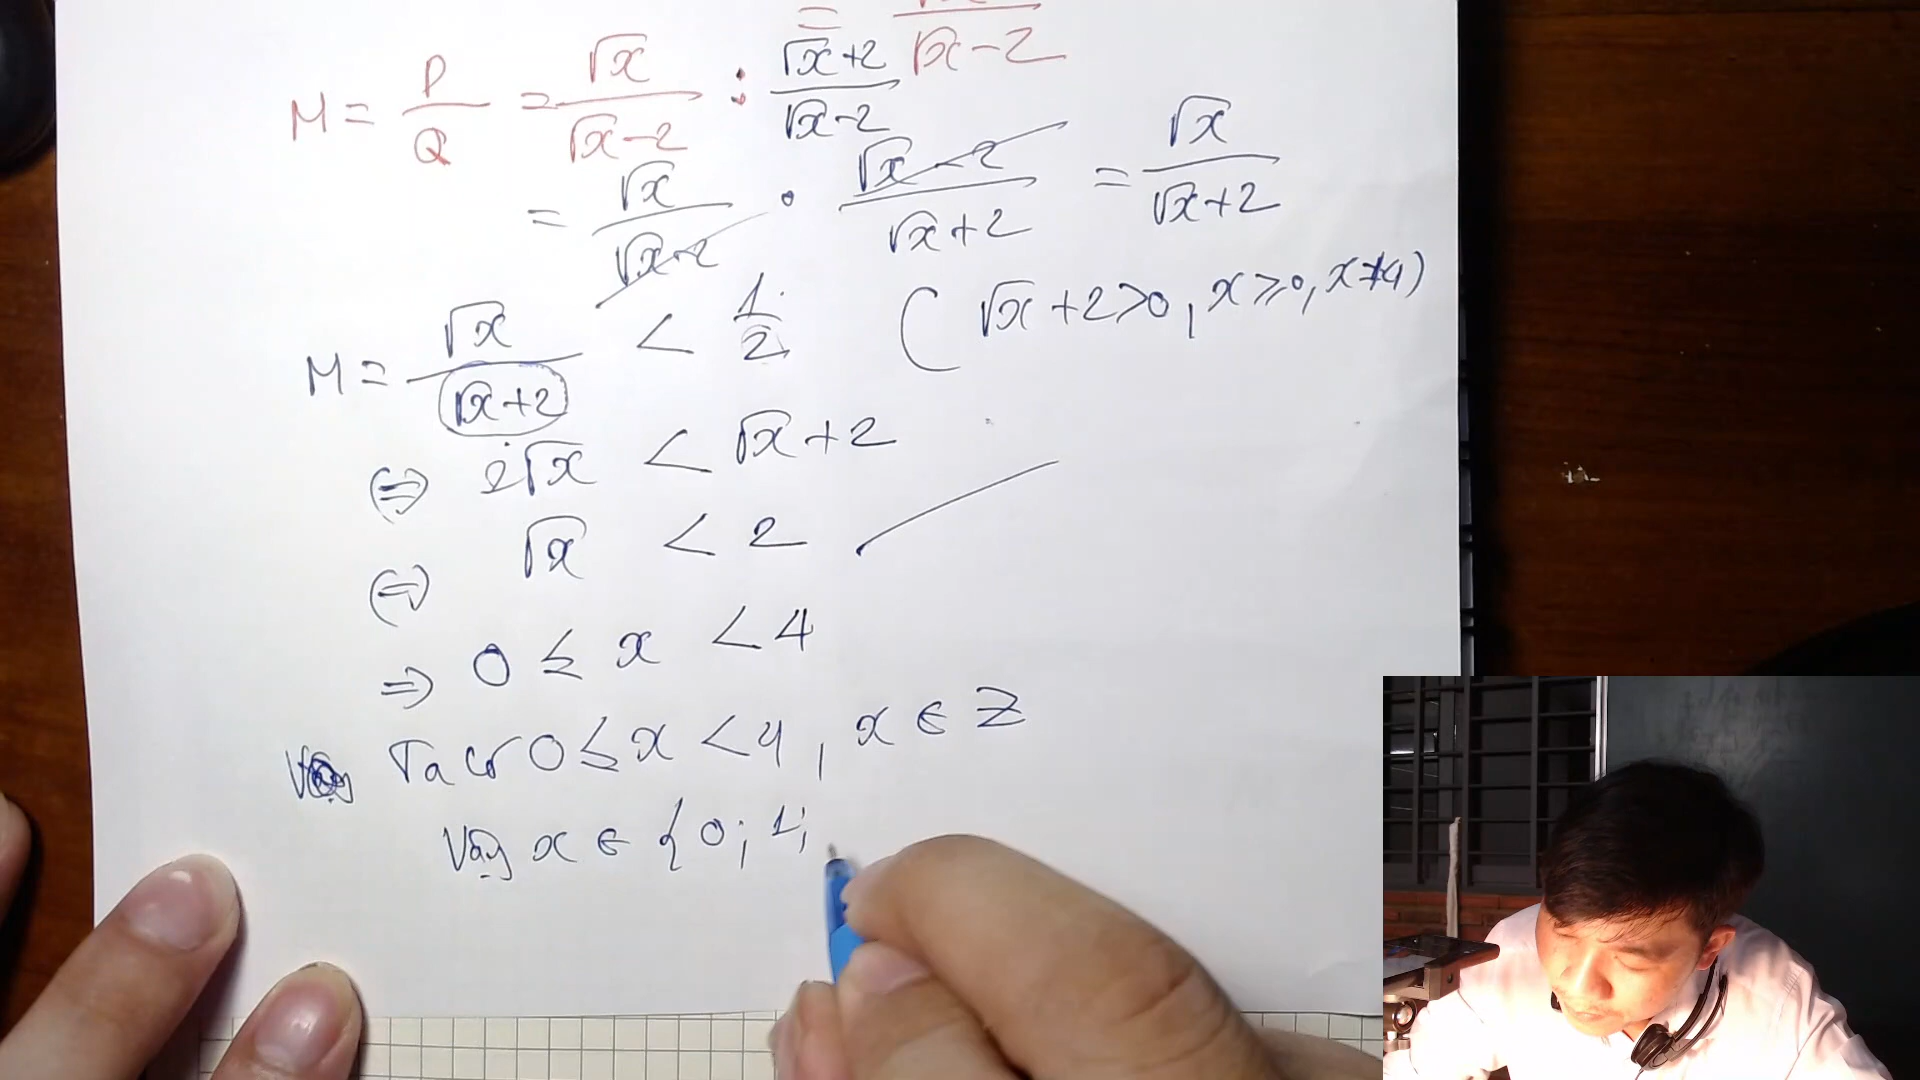 = √x / (√x - 2)
M = P/Q = √x / (√x - 2) : (√x + 2) / (√x - 2)
= √x / (√x - 2) · (√x - 2) / (√x + 2) = √x / (√x + 2)
M = √x / (√x + 2) < 1/2 ( √x + 2 > 0, x ≥ 0, x ≠ 4)
⇔ 2√x < √x + 2
⇔ √x < 2
⇒ 0 ≤ x < 4
Ta có 0 ≤ x < 4, x ∈ Z
Vậy x ∈ { 0; 1;